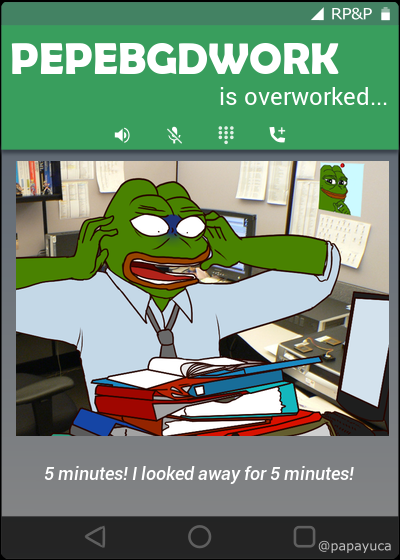 RP&P
PEPEBGDWORK
is overworked...
5 minutes! I looked away for 5 minutes!
@papayuca